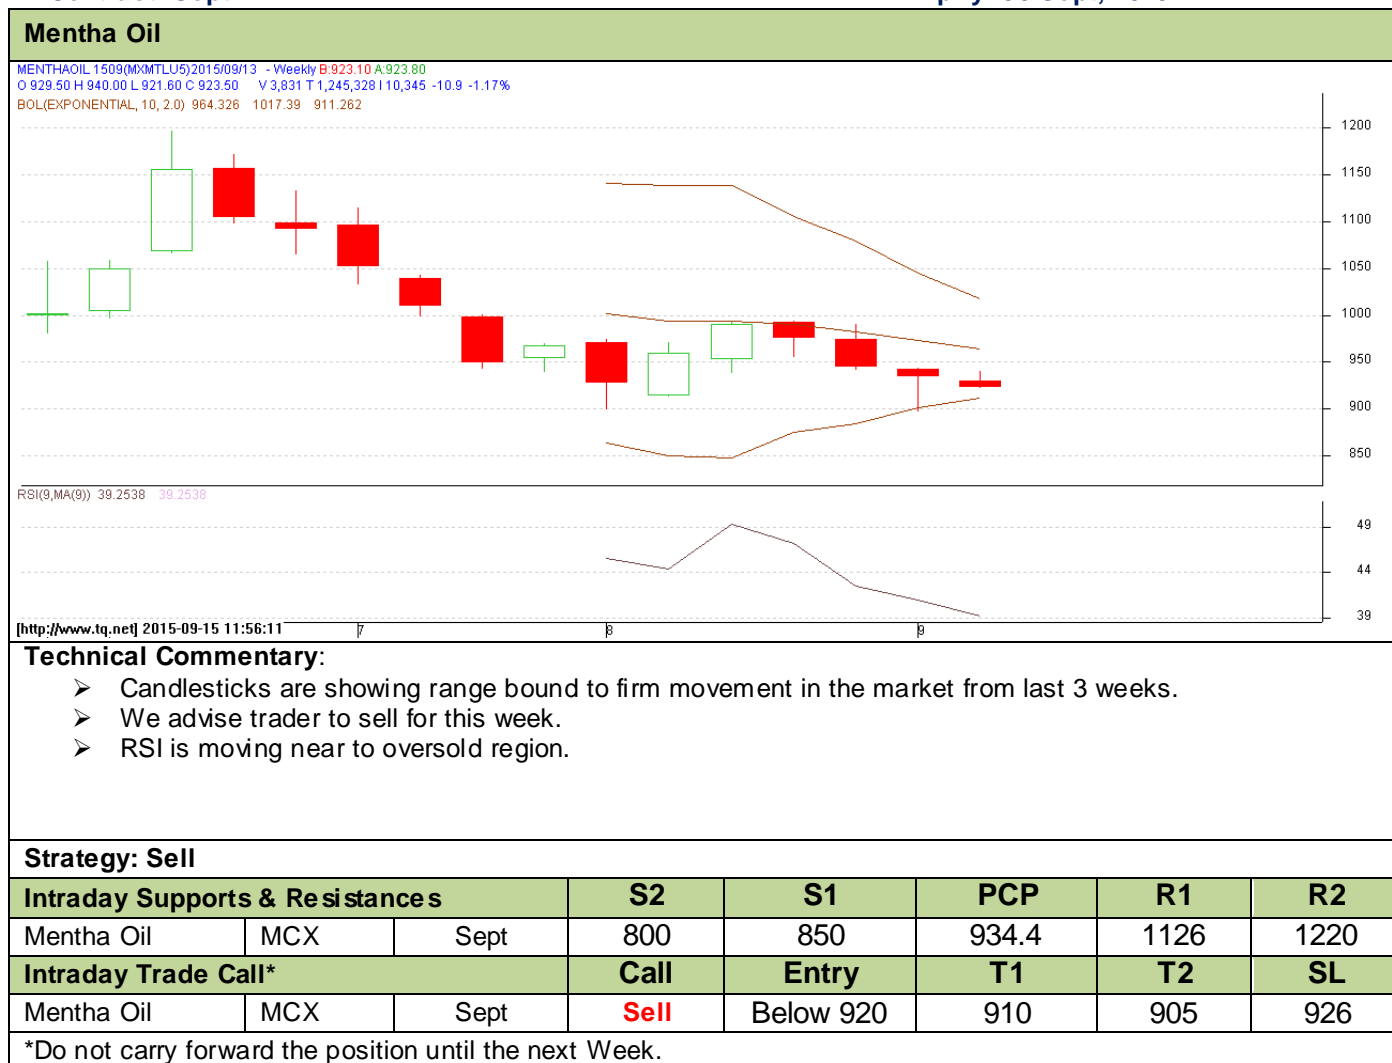 Mentha Oil
MENTHAOIL 1509(MXMTLU5)2015/09/13 - Weekly B:923.10 A:923.80
O 929.50 H 940.00 L 921.60 C 923.50 V 3,831 T 1,245,328 I 10,345 -10.9 -1.17%
BOL(EXPONENTIAL, 10, 2.0) 964.326 1017.39 911.262
1200
1150
1100
1050
1000
950
900
850
RSI(9,MA(9)) 39.2538 39.2538
49
44
39
[http://www.tq.net] 2015-09-15 11:56:11 7 8 9
Technical Commentary:
➢ Candlesticks are showing range bound to firm movement in the market from last 3 weeks.
➢ We advise trader to sell for this week.
➢ RSI is moving near to oversold region.
Strategy: Sell
Intraday Supports & Resistances S2 S1 PCP R1 R2
Mentha Oil MCX Sept 800 850 934.4 1126 1220
Intraday Trade Call* Call Entry T1 T2 SL
Mentha Oil MCX Sept Sell Below 920 910 905 926
*Do not carry forward the position until the next Week.